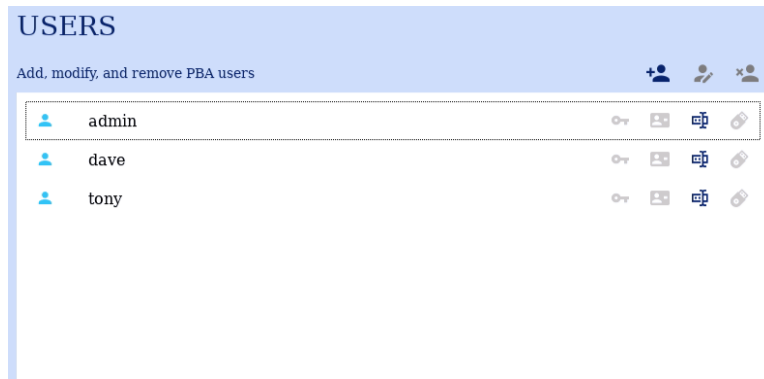 USERS
Add, modify, and remove PBA users
admin
dave
tony